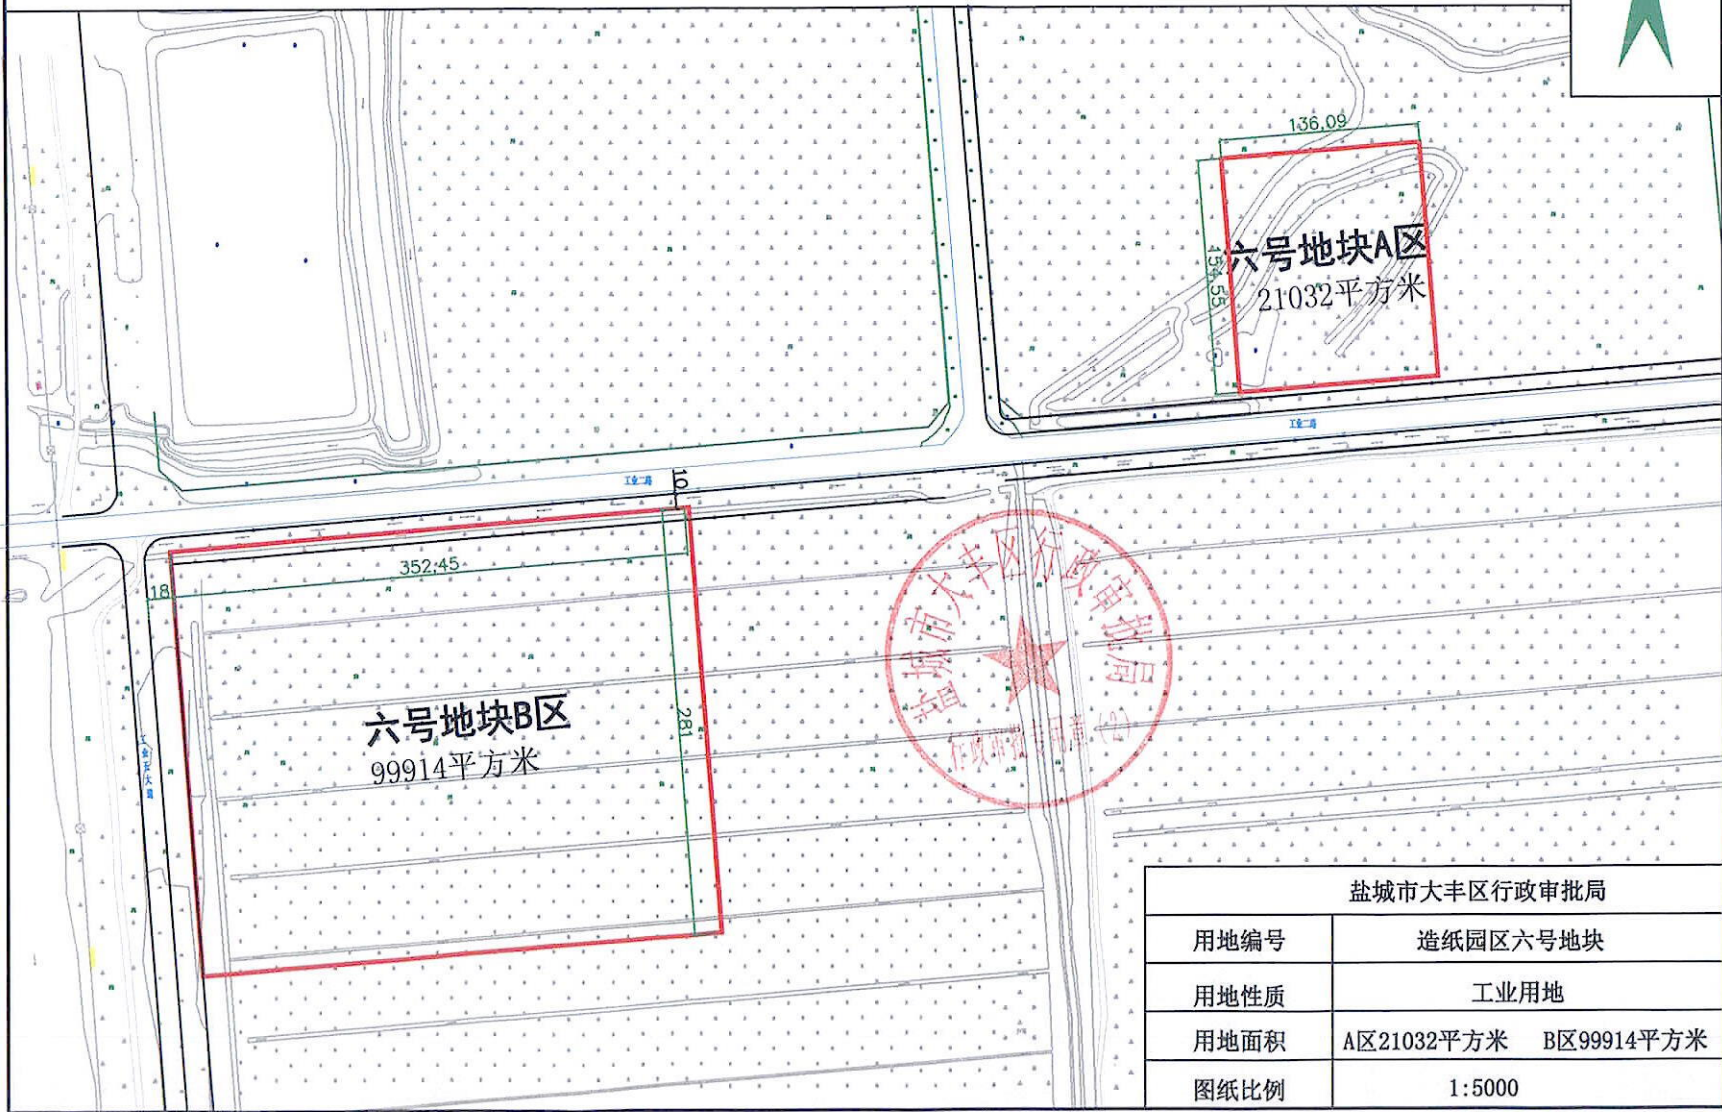 136.09
154.55
六号地块A区
21032平方米
工业二路
工业二路
10
352.45
18
281
六号地块B区
99914平方米
盐城市大丰区行政审批局
盐城市大丰区行政审批局
用地编号 造纸园区六号地块
用地性质 工业用地
用地面积 A区21032平方米 B区99914平方米
图纸比例 1:5000